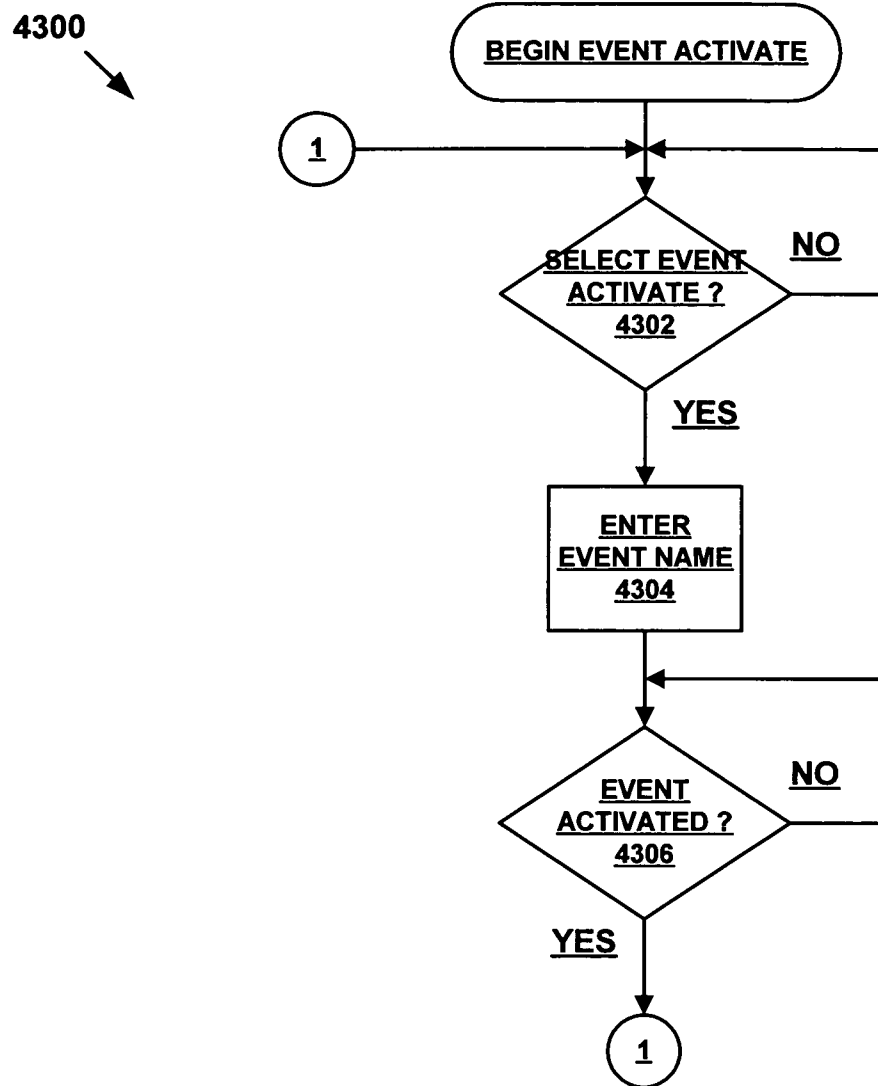 4300
BEGIN EVENT ACTIVATE
1
SELECT EVENT
ACTIVATE ?
4302
NO
YES
ENTER
EVENT NAME
4304
EVENT
ACTIVATED ?
4306
NO
YES
1